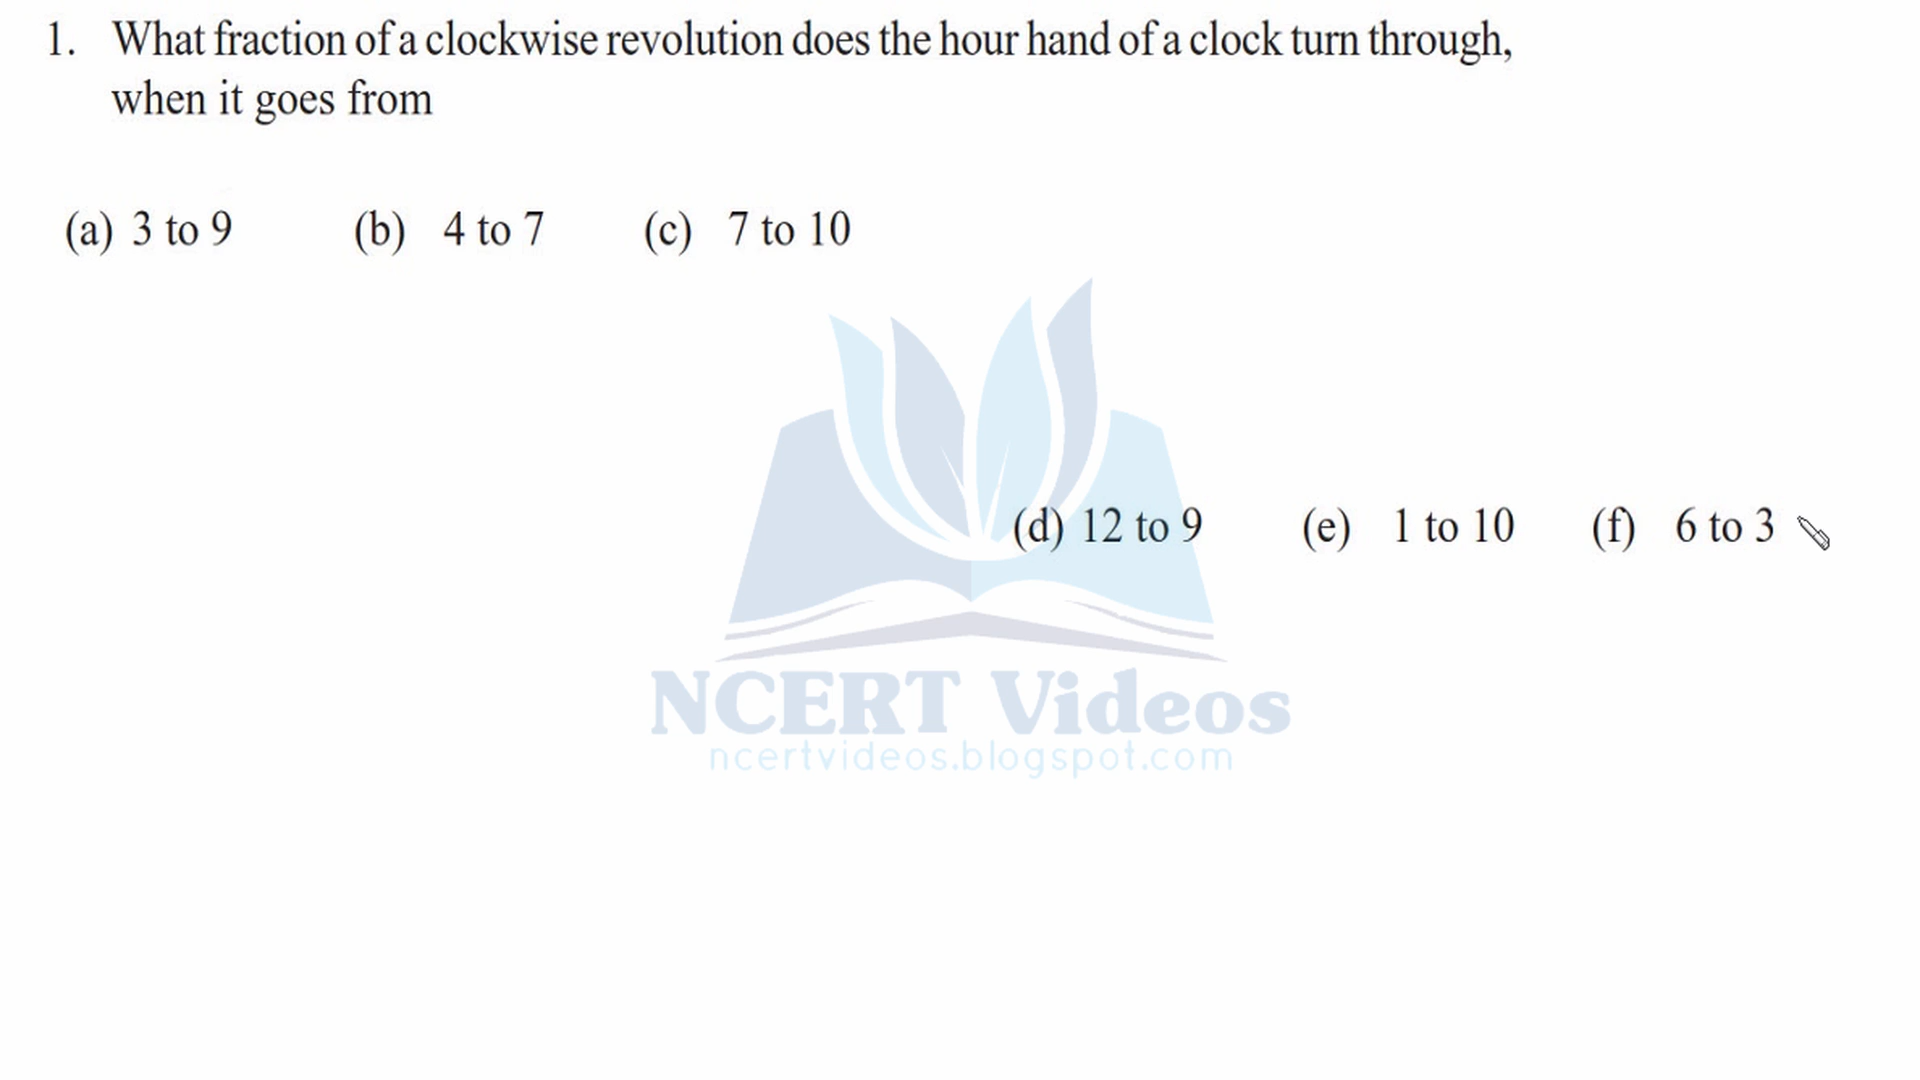 1. What fraction of a clockwise revolution does the hour hand of a clock turn through,
when it goes from
(a) 3 to 9 (b) 4 to 7 (c) 7 to 10
(d) 12 to 9 (e) 1 to 10 (f) 6 to 3
NCERT Videos
ncertvideos.blogspot.com